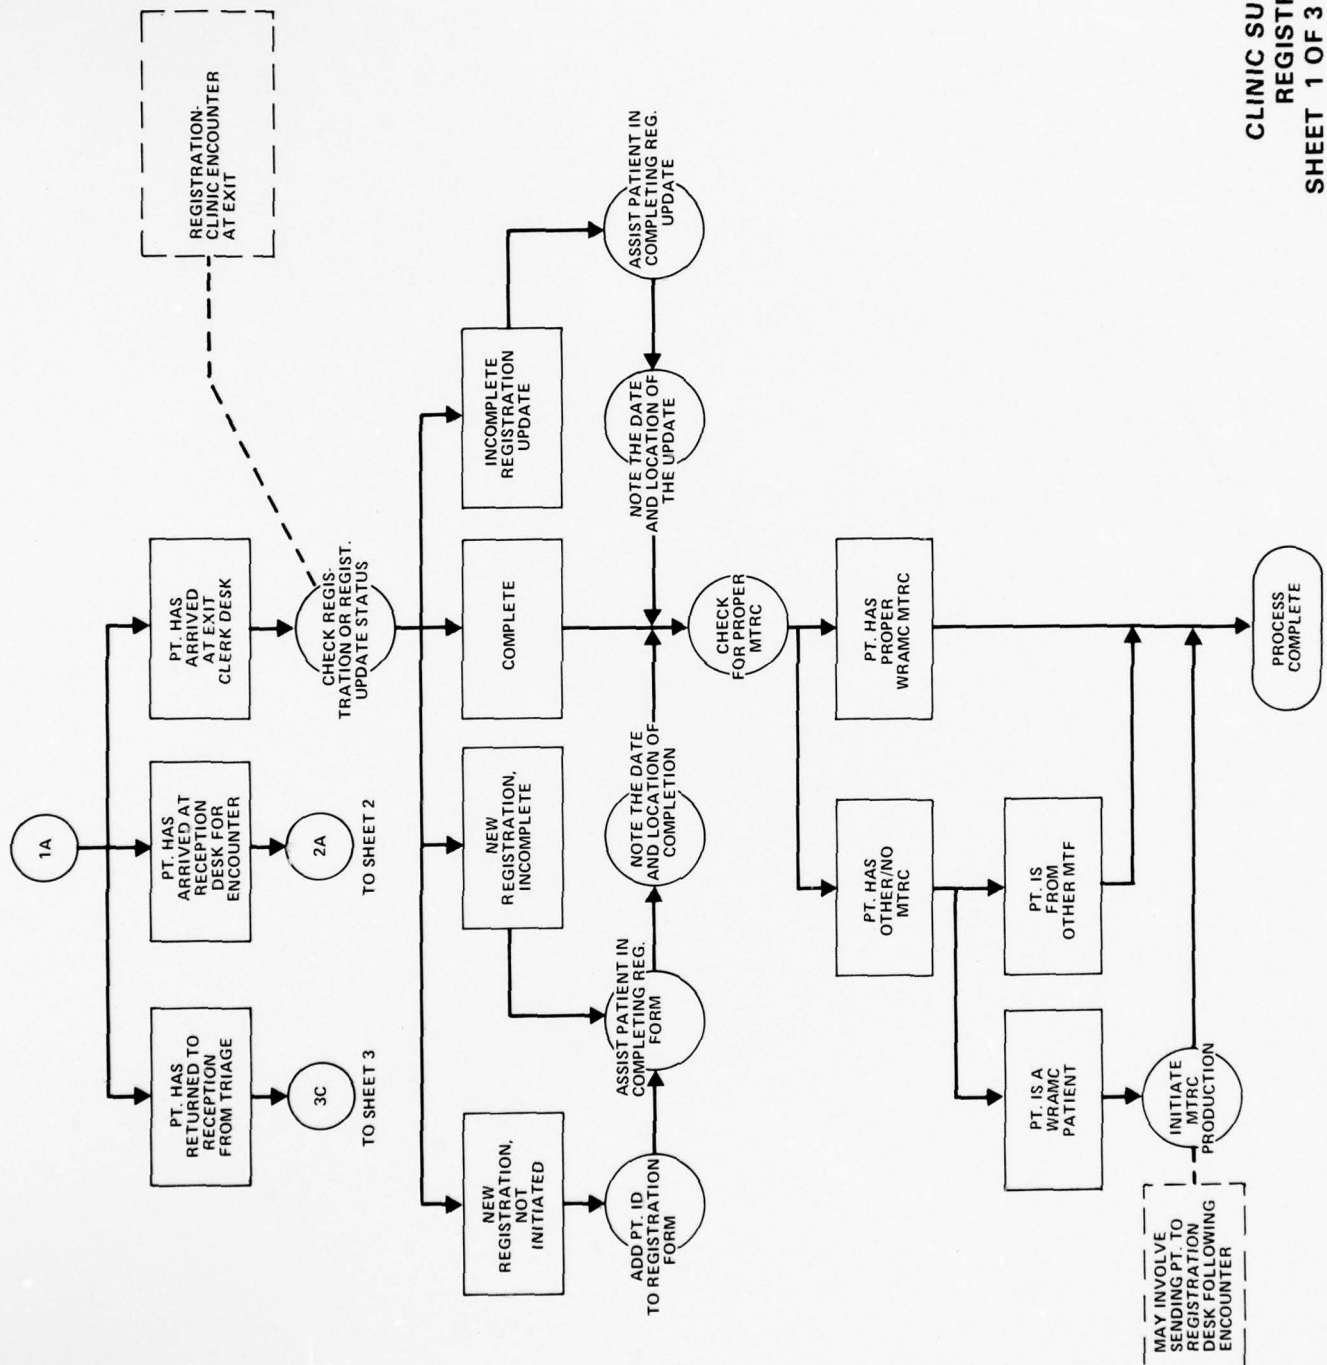 1A
PT. HAS
RETURNED TO
RECEPTION
FROM TRIAGE
PT. HAS
ARRIVED AT
RECEPTION
DESK FOR
ENCOUNTER
PT. HAS
ARRIVED
AT EXIT
CLERK DESK
REGISTRATION-
CLINIC ENCOUNTER
AT EXIT
3C
TO SHEET 3
2A
TO SHEET 2
CHECK REGIS-
TRATION OR REGIST.
UPDATE STATUS
NEW
REGISTRATION,
NOT
INITIATED
NEW
REGISTRATION,
INCOMPLETE
COMPLETE
INCOMPLETE
REGISTRATION
UPDATE
ADD PT. ID
TO REGISTRATION
FORM
ASSIST PATIENT IN
COMPLETING REG.
FORM
NOTE THE DATE
AND LOCATION OF
COMPLETION
NOTE THE DATE
AND LOCATION OF
THE UPDATE
ASSIST PATIENT IN
COMPLETING REG.
UPDATE
CHECK
FOR PROPER
MTRC
PT. HAS
OTHER/NO
MTRC
PT. HAS
PROPER
WRAMC MTRC
PT. IS A
WRAMC
PATIENT
PT. IS
FROM
OTHER MTF
MAY INVOLVE
SENDING PT. TO
REGISTRATION
DESK FOLLOWING
ENCOUNTER
INITIATE
MTRC
PRODUCTION
PROCESS
COMPLETE
CLINIC SU
REGISTR
SHEET 1 OF 3